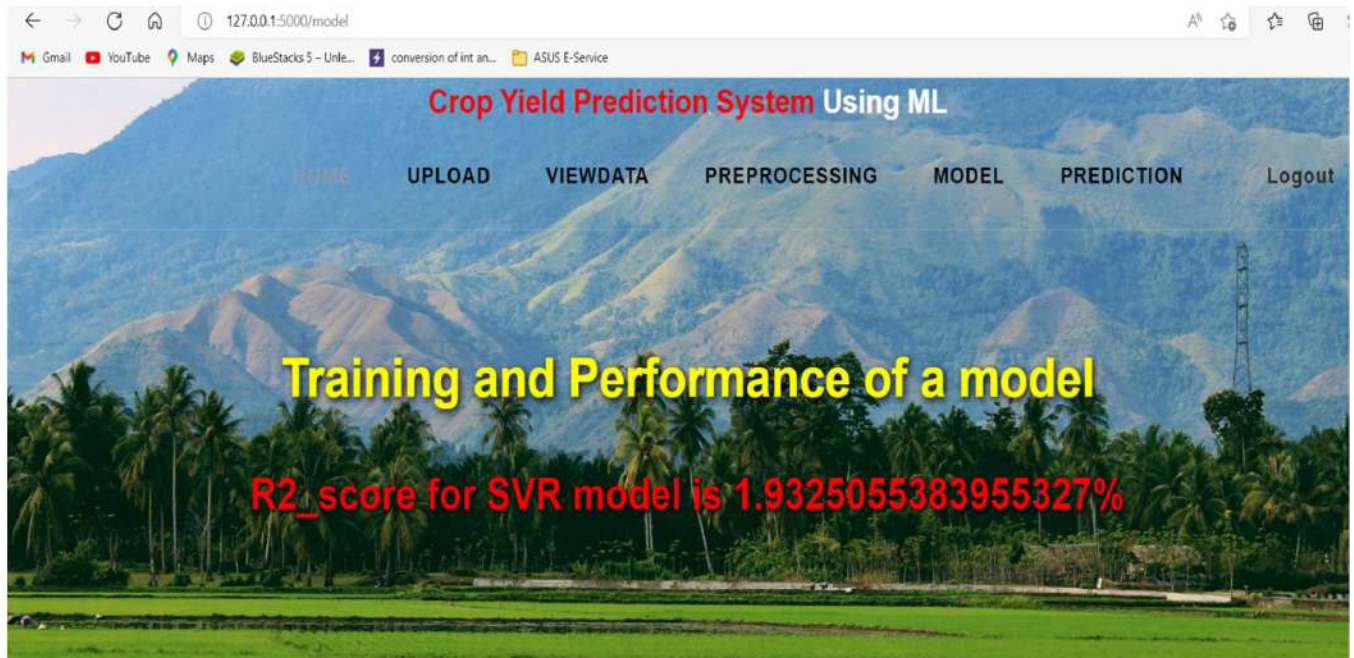 127.0.0.1:5000/model
Gmail YouTube Maps BlueStacks 5 – Unle... conversion of int an... ASUS E-Service
Crop Yield Prediction System Using ML
HOME UPLOAD VIEWDATA PREPROCESSING MODEL PREDICTION Logout
Training and Performance of a model
R2_score for SVR model is 1.9325055383955327%